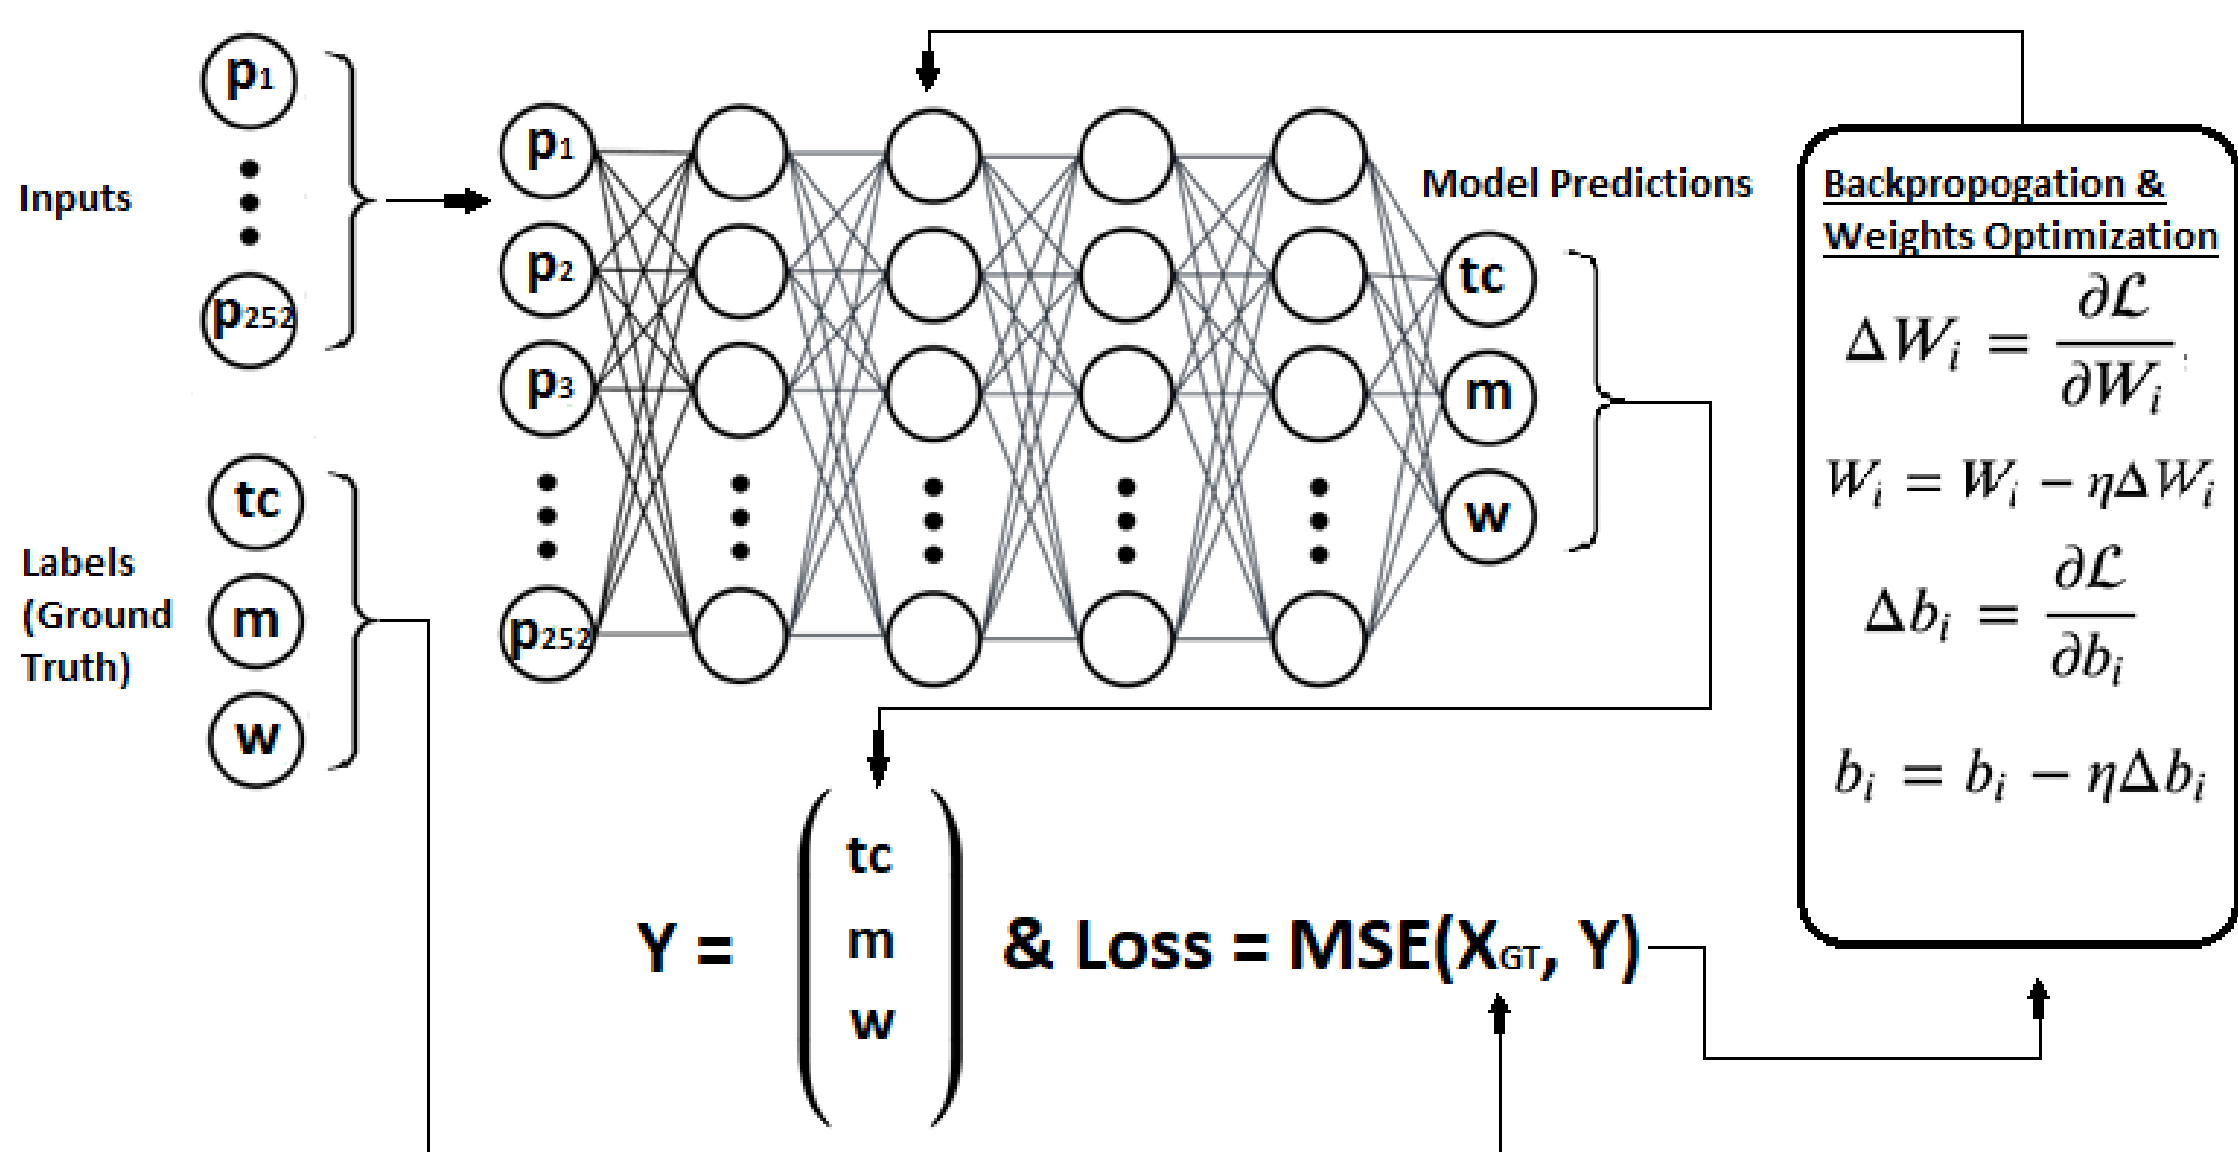 Inputs
p1
p252
Labels
(Ground
Truth)
tc
m
w
p1
p2
p3
p252
Model Predictions
tc
m
w
Y =
tc
m
w
& Loss = MSE(XGT, Y)
Backpropogation &
Weights Optimization
ΔWᵢ = ∂ℒ/∂Wᵢ
Wᵢ = Wᵢ − ηΔWᵢ
Δbᵢ = ∂ℒ/∂bᵢ
bᵢ = bᵢ − ηΔbᵢ